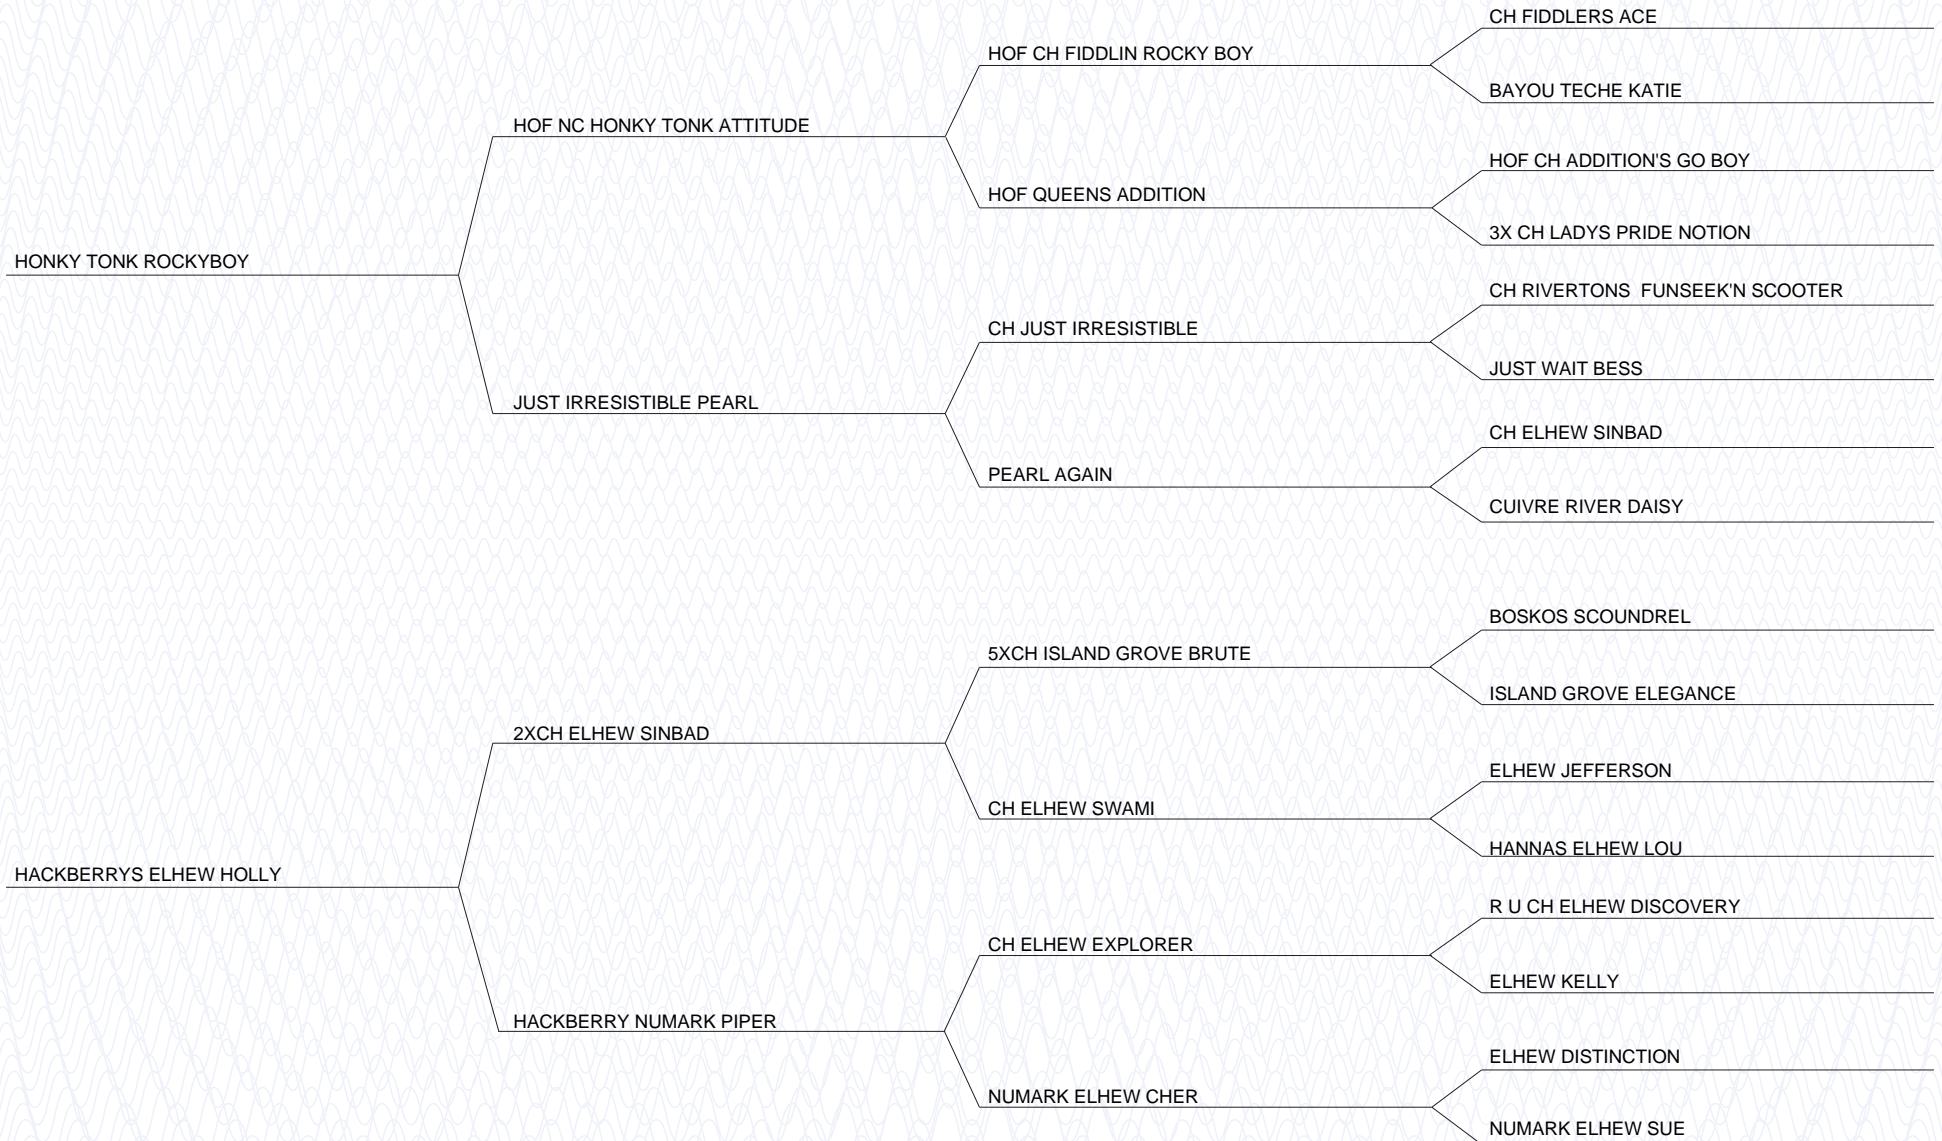 CH FIDDLERS ACE
HOF CH FIDDLIN ROCKY BOY
BAYOU TECHE KATIE
HOF NC HONKY TONK ATTITUDE
HOF CH ADDITION'S GO BOY
HOF QUEENS ADDITION
3X CH LADYS PRIDE NOTION
HONKY TONK ROCKYBOY
CH RIVERTONS  FUNSEEK'N SCOOTER
CH JUST IRRESISTIBLE
JUST WAIT BESS
JUST IRRESISTIBLE PEARL
CH ELHEW SINBAD
PEARL AGAIN
CUIVRE RIVER DAISY
BOSKOS SCOUNDREL
5XCH ISLAND GROVE BRUTE
ISLAND GROVE ELEGANCE
2XCH ELHEW SINBAD
ELHEW JEFFERSON
CH ELHEW SWAMI
HANNAS ELHEW LOU
HACKBERRYS ELHEW HOLLY
R U CH ELHEW DISCOVERY
CH ELHEW EXPLORER
ELHEW KELLY
HACKBERRY NUMARK PIPER
ELHEW DISTINCTION
NUMARK ELHEW CHER
NUMARK ELHEW SUE